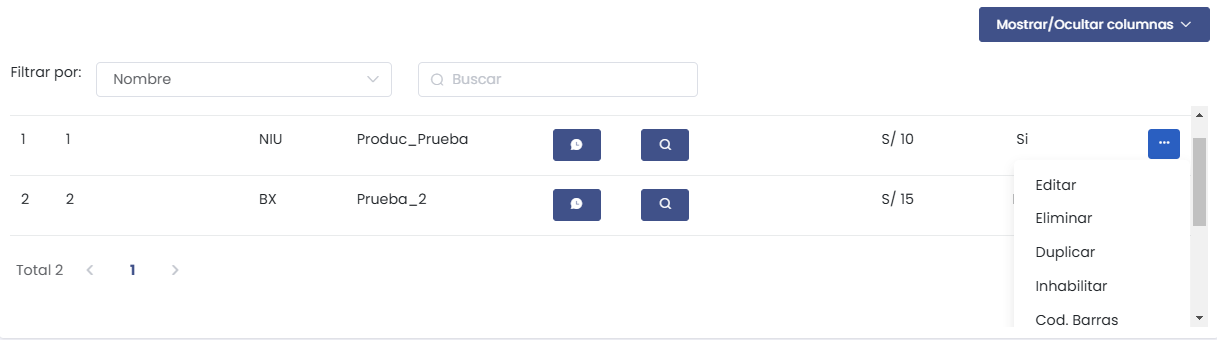 Mostrar/Ocultar columnas
Filtrar por: Nombre Buscar
1 1 NIU Produc_Prueba S/ 10 Si
2 2 BX Prueba_2 S/ 15
Editar
Eliminar
Duplicar
Inhabilitar
Cod. Barras
Total 2 1